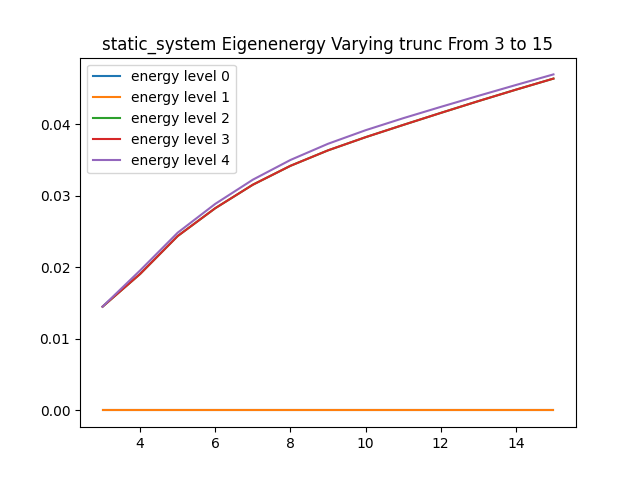 static_system Eigenenergy Varying trunc From 3 to 15
energy level 0
energy level 1
energy level 2
energy level 3
energy level 4
0.04
0.03
0.02
0.01
0.00
4 6 8 10 12 14